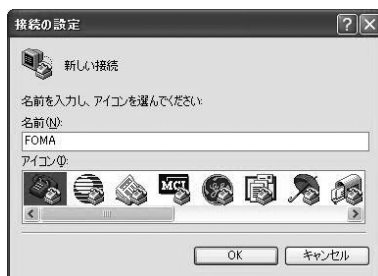 接続の設定
新しい接続
名前を入力し、アイコンを選んでください:
名前(N):
FOMA
アイコン(I):
MCI
OK
キャンセル